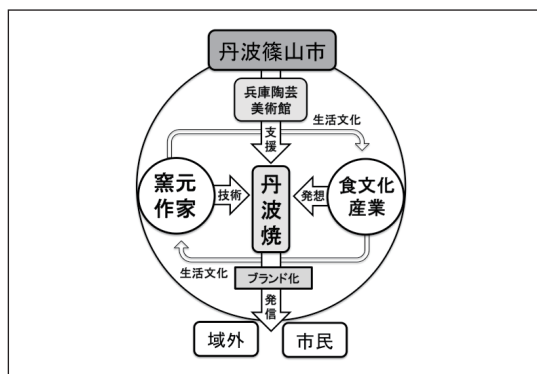 丹波篠山市
兵庫陶芸
美術館
生活文化
支援
窯元
作家
技術
丹波焼
発想
食文化
産業
生活文化
ブランド化
発信
域外
市民